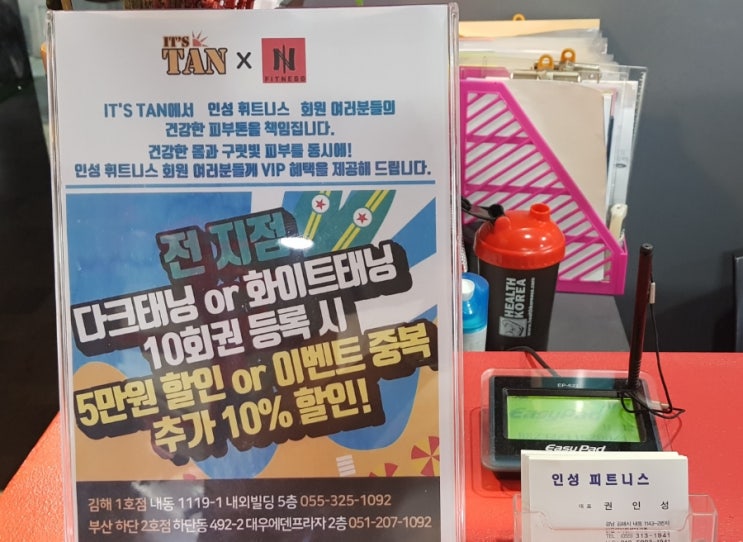 IT'S
TAN
X
N
FITNESS
IT'S TAN에서 인성 휘트니스 회원 여러분들의
건강한 피부톤을 책임집니다.
건강한 몸과 구릿빛 피부를 동시에!
인성 휘트니스 회원 여러분들께 VIP 혜택을 제공해 드립니다.
전 지점
다크태닝 or 화이트태닝
10회권 등록 시
5만원 할인 or 이벤트 중복
추가 10% 할인!
김해 1호점 내동 1119-1 내외빌딩 5층 055-325-1092
부산 하단 2호점 하단동 492-2 대우에덴프라자 2층 051-207-1092
HEALTH
KOREA
EasyPad
EasyPad
인성 피트니스
대표 권 인 성
313-1941